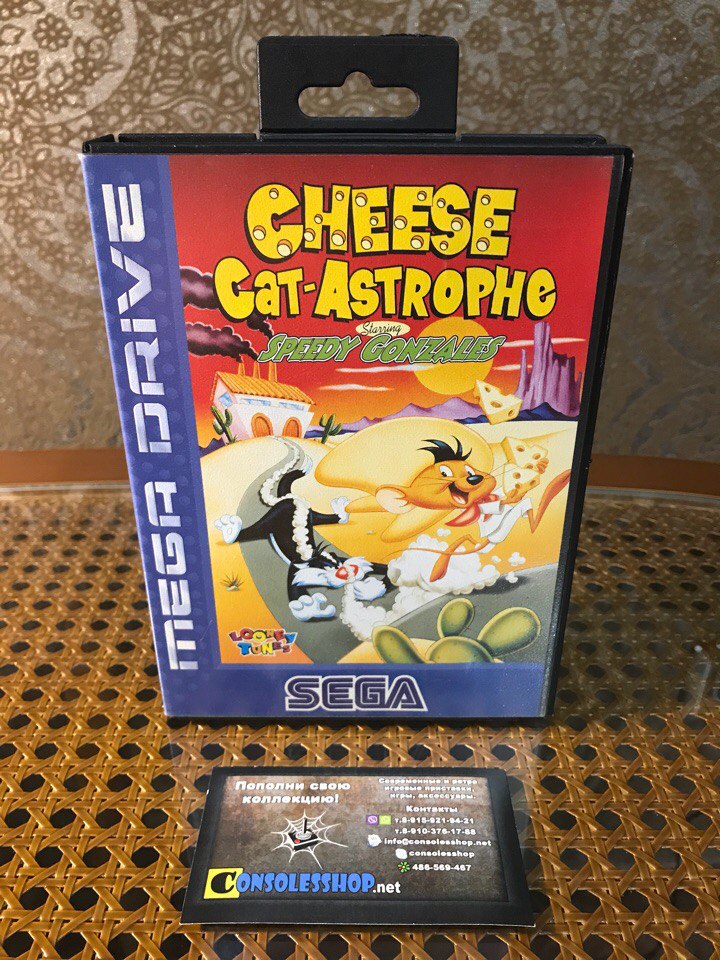 MEGA DRIVE
CHEESE
CAT-ASTROPHE
Starring
SPEEDY GONZALES
LOONEY
TUNES
SEGA
Пополни свою
коллекцию!
Современные и ретро
игровые приставки,
игры, аксессуары.
Контакты
т.8-915-921-94-21
т.8-910-376-17-88
info@consolesshop.net
consolesshop
486-569-467
CONSOLESSHOP.net